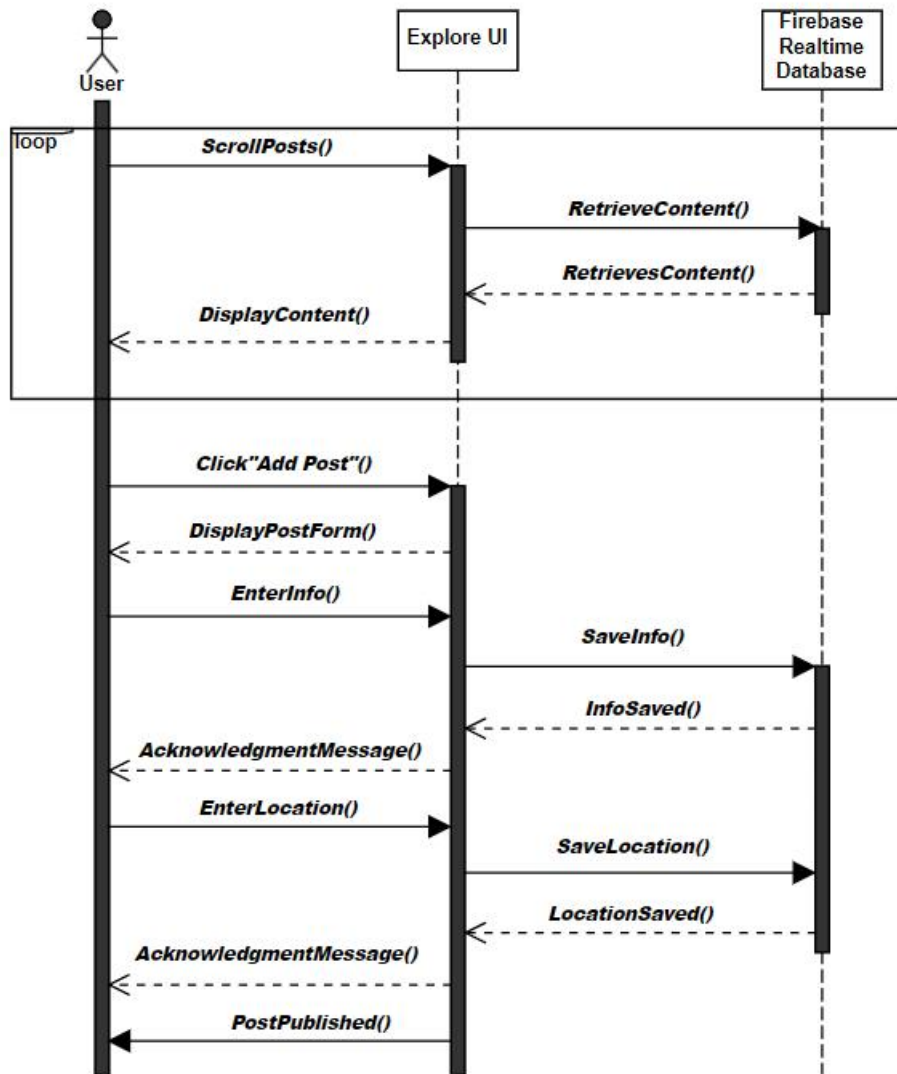 User
Explore UI
Firebase
Realtime
Database
loop
ScrollPosts()
RetrieveContent()
RetrievesContent()
DisplayContent()
Click"Add Post"()
DisplayPostForm()
EnterInfo()
SaveInfo()
InfoSaved()
AcknowledgmentMessage()
EnterLocation()
SaveLocation()
LocationSaved()
AcknowledgmentMessage()
PostPublished()